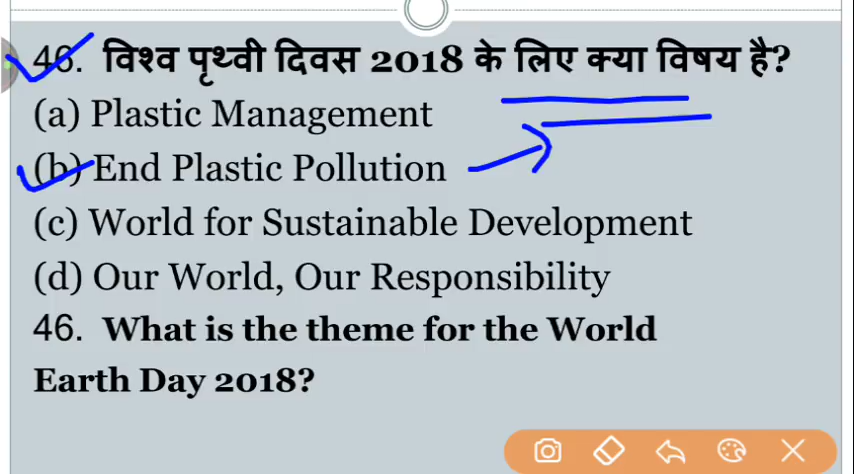 46. विश्व पृथ्वी दिवस 2018 के लिए क्या विषय है?
(a) Plastic Management
(b) End Plastic Pollution
(c) World for Sustainable Development
(d) Our World, Our Responsibility
46. What is the theme for the World
Earth Day 2018?